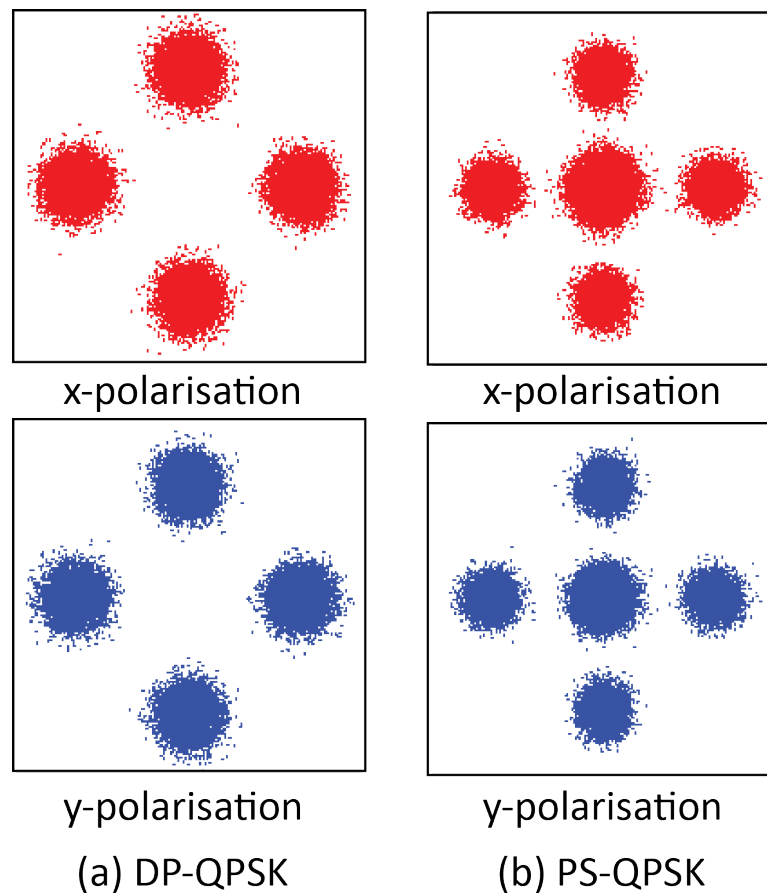 x-polarisation
x-polarisation
y-polarisation
y-polarisation
(a) DP-QPSK
(b) PS-QPSK